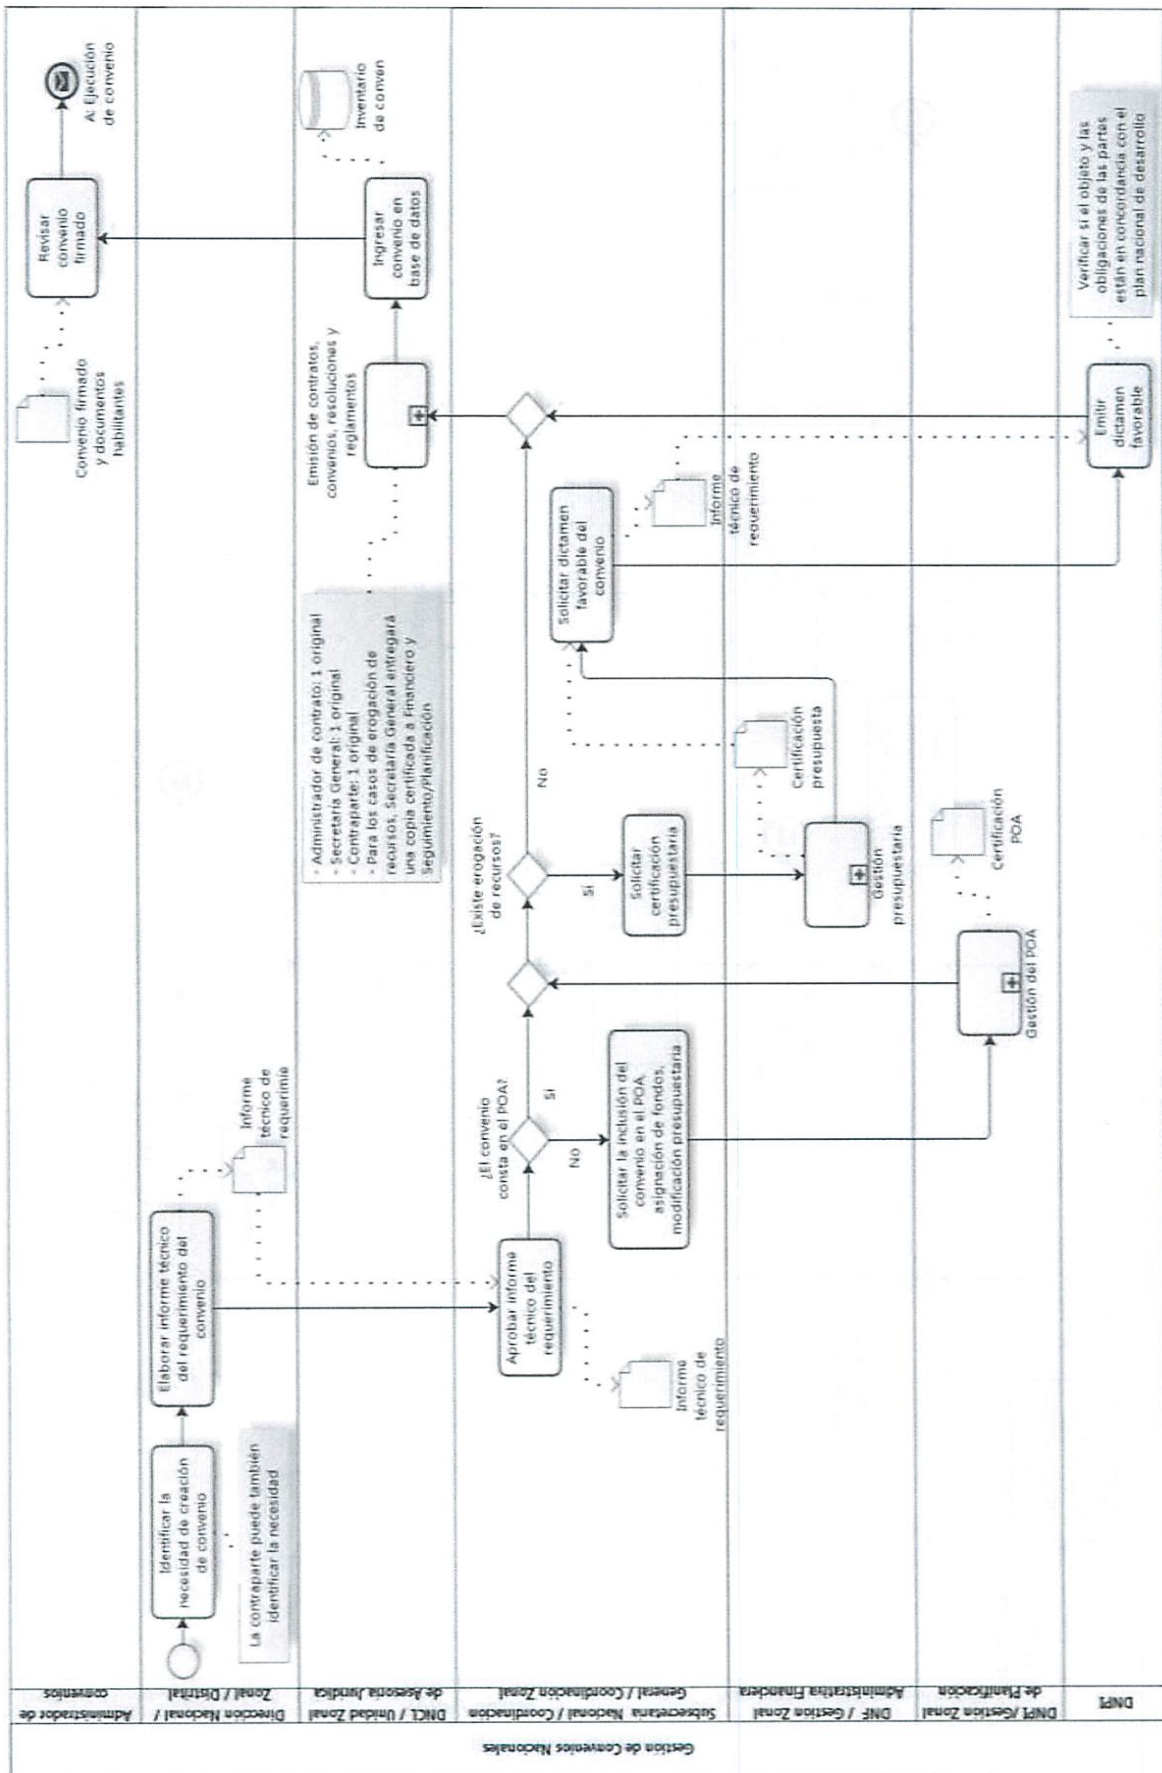 Gestión de Convenios Nacionales
Administrador de
convenios
Convenio firmado
y documentos
habilitantes
Revisar
convenio
firmado
A: Ejecución
de convenio
Dirección Nacional /
Zonal / Distrital
Identificar la
necesidad de creación
de convenio
La contraparte puede también
identificar la necesidad
Elaborar informe técnico
del requerimiento del
convenio
Informe
técnico de
requerimie
DNCL / Unidad Zonal
de Asesoría Jurídica
- Administrador de contrato: 1 original
- Secretaría General: 1 original
- Contraparte: 1 original
- Para los casos de erogación de
recursos, Secretaría General entregará
una copia certificada a Financiero y
Seguimiento/Planificación
Emisión de contratos,
convenios, resoluciones y
reglamentos
Ingresar
convenio en
base de datos
Inventario
de conven
Subsecretaria Nacional / Coordinación
General / Coordinación Zonal
Aprobar informe
técnico del
requerimiento
Informe
técnico de
requerimiento
¿El convenio
consta en el POA?
Si
No
Solicitar la inclusión del
convenio en el POA,
asignación de fondos,
modificación presupuestaria
¿Existe erogación
de recursos?
No
Si
Solicitar
certificación
presupuestaria
Solicitar dictamen
favorable del
convenio
Informe
técnico de
requerimiento
DNF / Gestión Zonal
Administrativa Financiera
Gestión
presupuestaria
Certificación
presupuesta
DNPI /Gestión Zonal
de Planificación
Gestión del POA
Certificación
POA
DNPI
Emitir
dictamen
favorable
Verificar si el objeto y las
obligaciones de las partes
están en concordancia con el
plan nacional de desarrollo